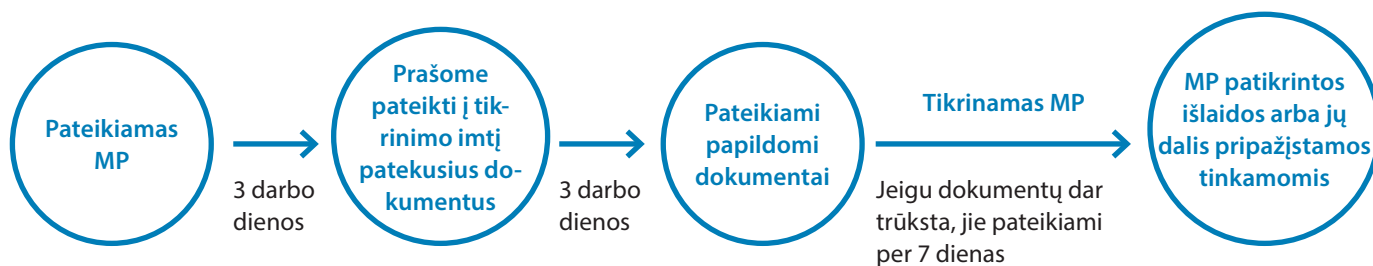 Pateikiamas
MP
3 darbo
dienos
Prašome
pateikti į tik-
rinimo imtį
patekusius do-
kumentus
3 darbo
dienos
Pateikiami
papildomi
dokumentai
Tikrinamas MP
Jeigu dokumentų dar
trūksta, jie pateikiami
per 7 dienas
MP patikrintos
išlaidos arba jų
dalis pripažįstamos
tinkamomis